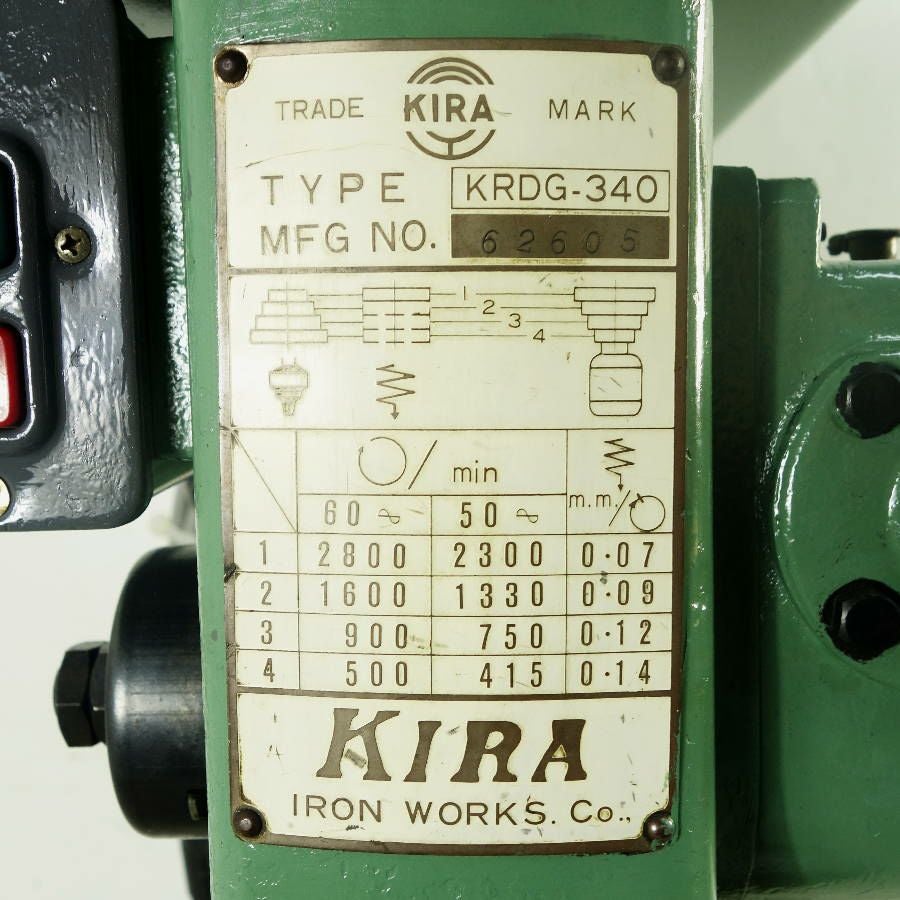 TRADE KIRA MARK
TYPE KRDG-340
MFG NO. 62605
1
2
3
4
/ min
m.m./
60 50
1 2800 2300 0·07
2 1600 1330 0·09
3 900 750 0·12
4 500 415 0·14
KIRA
IRON WORKS. Co.,